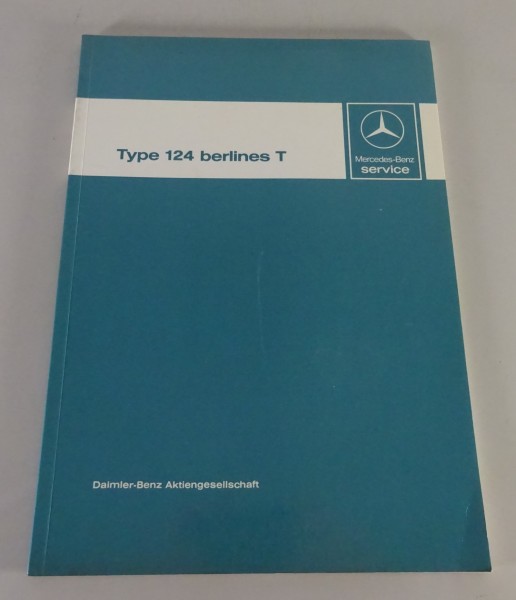 Type 124 berlines T
Mercedes-Benz
service
Daimler-Benz Aktiengesellschaft